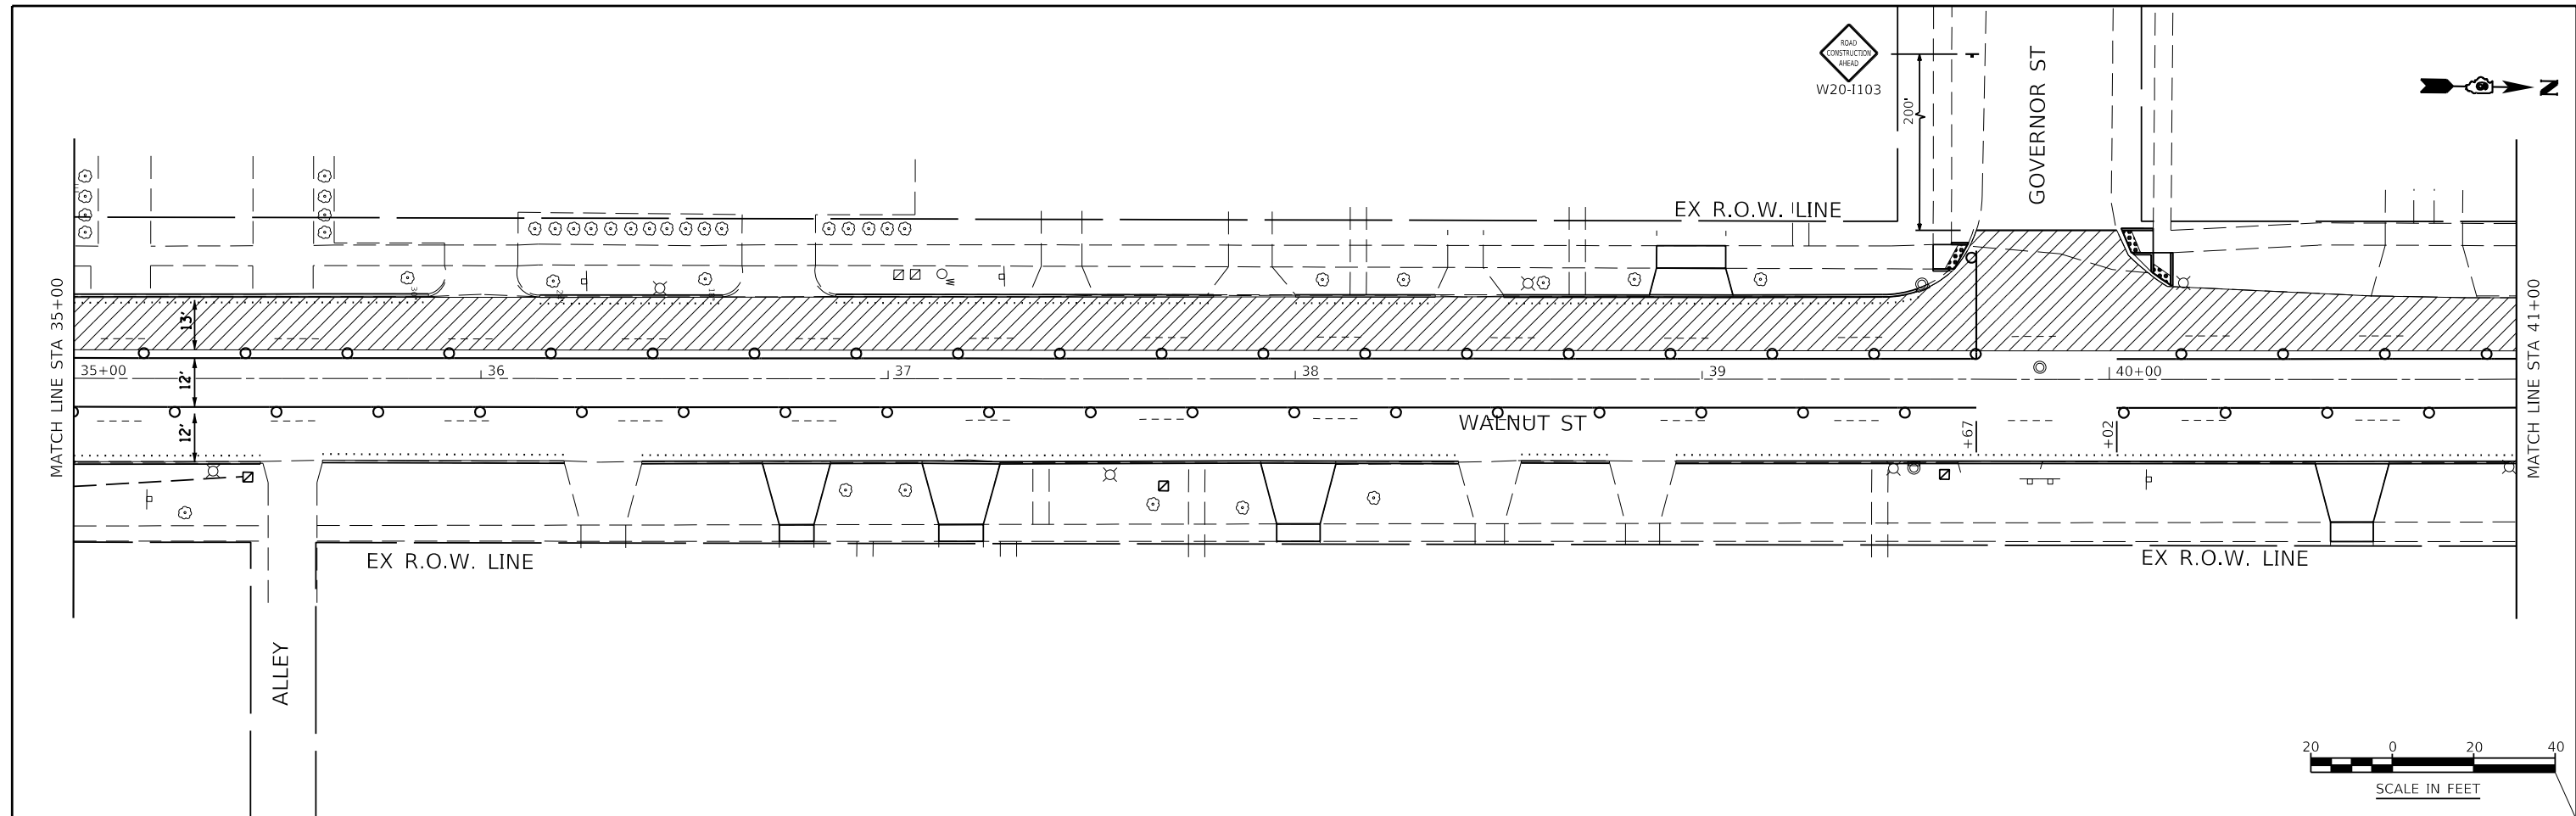 ROAD
CONSTRUCTION
AHEAD
W20-I103
200'
GOVERNOR ST
N
EX R.O.W. LINE
MATCH LINE STA 35+00
MATCH LINE STA 41+00
W
13'
12'
12'
35+00
36
37
38
39
40+00
WALNUT ST
+67
+02
EX R.O.W. LINE
EX R.O.W. LINE
ALLEY
20 0 20 40
SCALE IN FEET